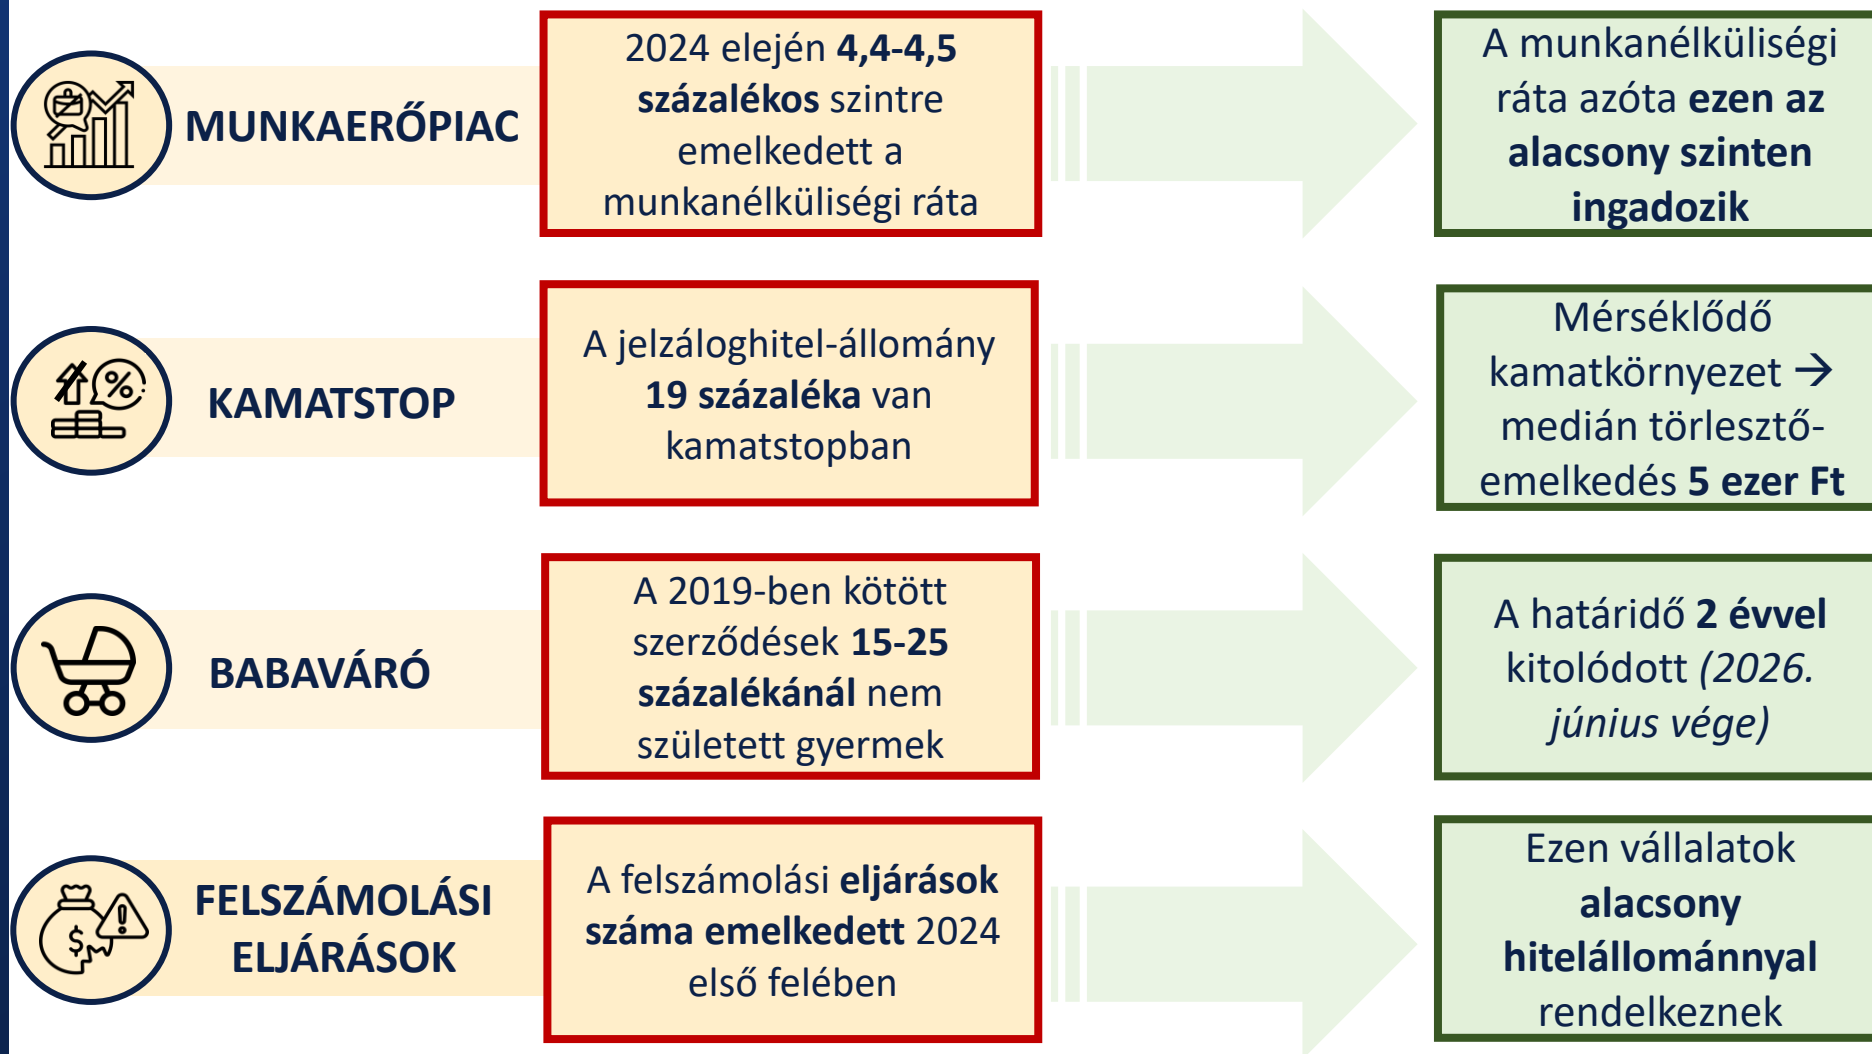 MUNKAERŐPIAC
2024 elején 4,4-4,5
százalékos szintre
emelkedett a
munkanélküliségi ráta
A munkanélküliségi
ráta azóta ezen az
alacsony szinten
ingadozik
KAMATSTOP
A jelzáloghitel-állomány
19 százaléka van
kamatstopban
Mérséklődő
kamatkörnyezet →
medián törlesztő-
emelkedés 5 ezer Ft
BABAVÁRÓ
A 2019-ben kötött
szerződések 15-25
százalékánál nem
született gyermek
A határidő 2 évvel
kitolódott (2026.
június vége)
FELSZÁMOLÁSI
ELJÁRÁSOK
A felszámolási eljárások
száma emelkedett 2024
első felében
Ezen vállalatok
alacsony
hitelállománnyal
rendelkeznek